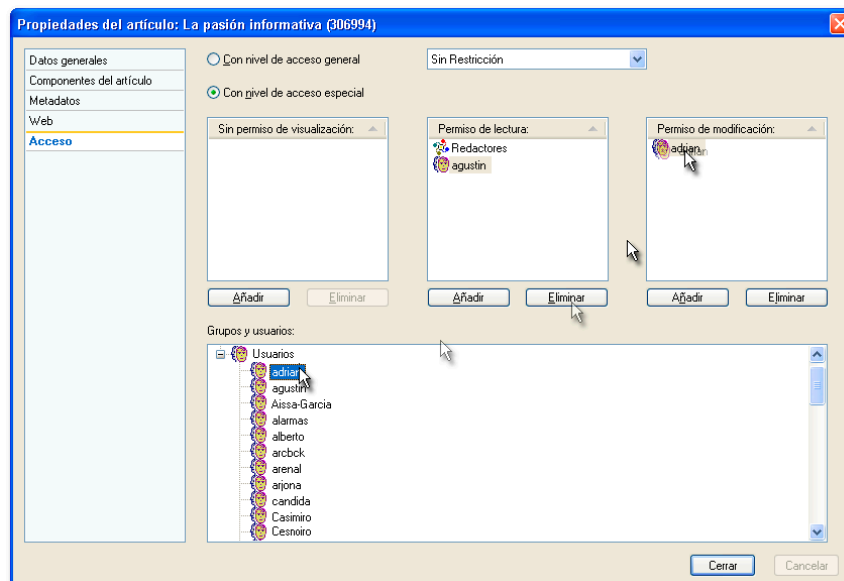 Propiedades del artículo: La pasión informativa (306994)
Datos generales
Componentes del artículo
Metadatos
Web
Acceso
Con nivel de acceso general
Sin Restricción
Con nivel de acceso especial
Sin permiso de visualización:
Permiso de lectura:
Redactores
agustin
Permiso de modificación:
adrian
Añadir
Eliminar
Añadir
Eliminar
Añadir
Eliminar
Grupos y usuarios:
Usuarios
adrian
agustin
Aissa-Garcia
alarmas
alberto
arcbck
arenal
arjona
candida
Casimiro
Cesnoiro
Cerrar
Cancelar